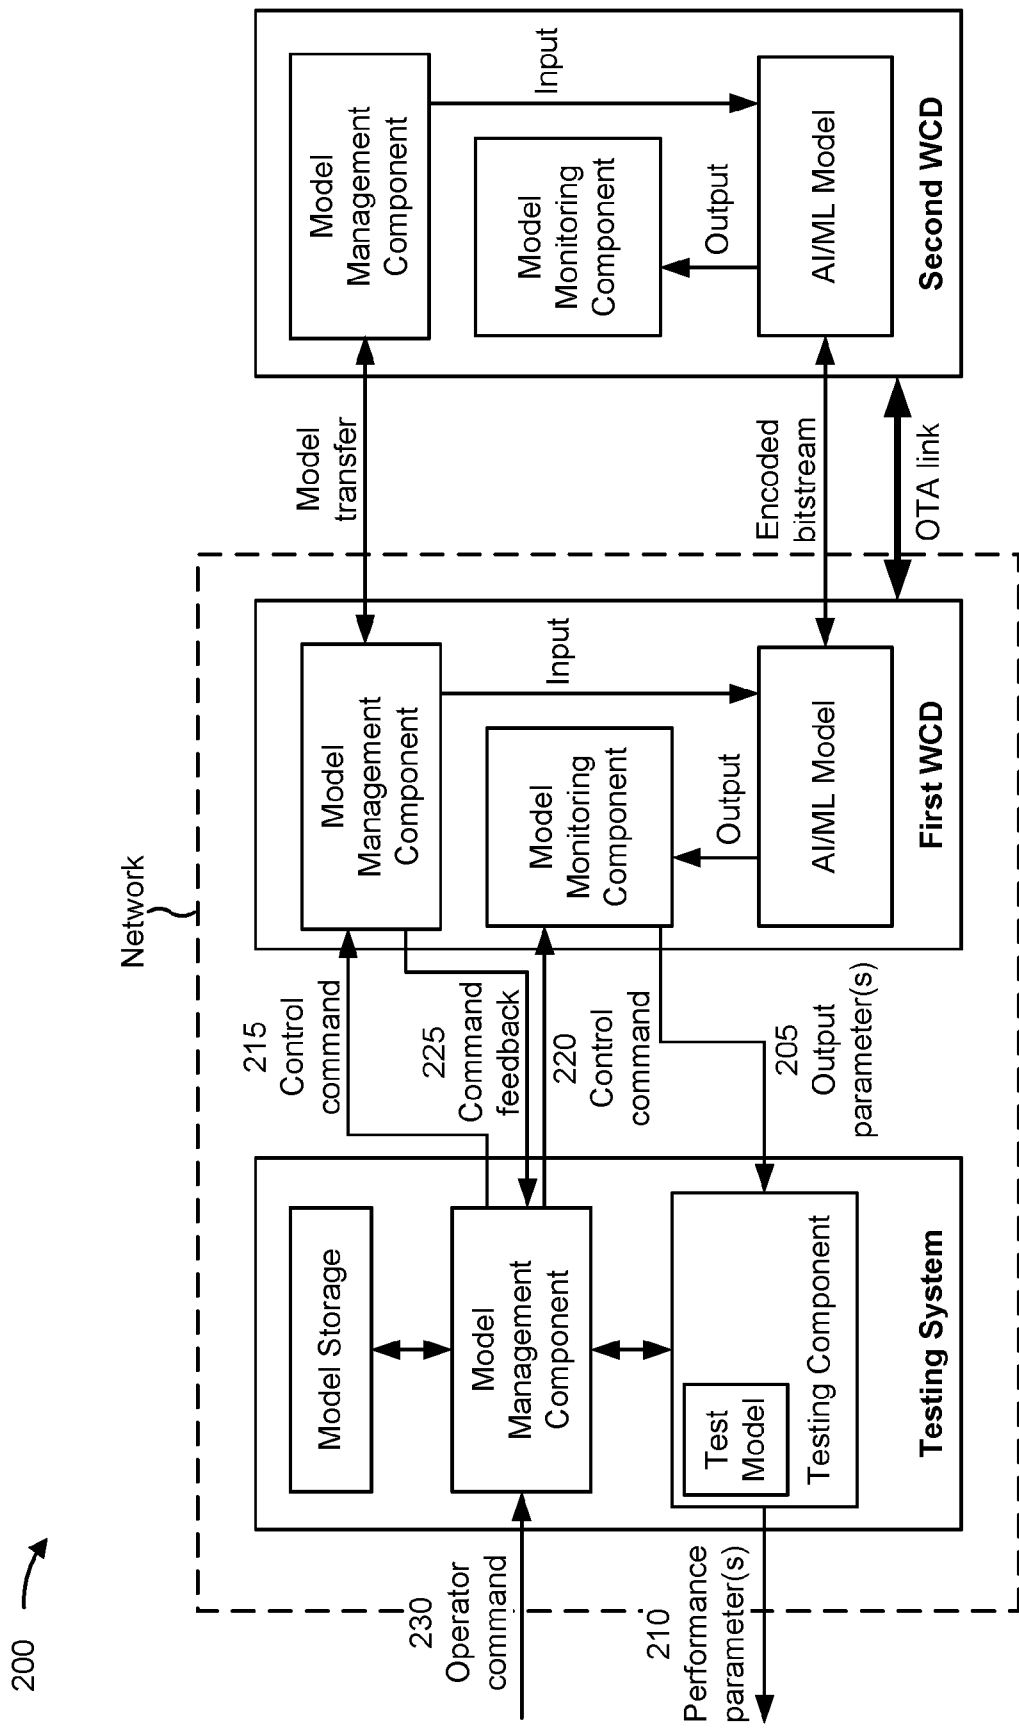 200
Network
230
Operator
command
210
Performance
parameter(s)
Model Storage
Model
Management
Component
Test
Model
Testing Component
Testing System
215
Control
command
225
Command
feedback
220
Control
command
205
Output
parameter(s)
Model
Management
Component
Input
Model
Monitoring
Component
Output
AI/ML Model
First WCD
Model
transfer
Encoded
bitstream
OTA link
Model
Management
Component
Input
Model
Monitoring
Component
Output
AI/ML Model
Second WCD